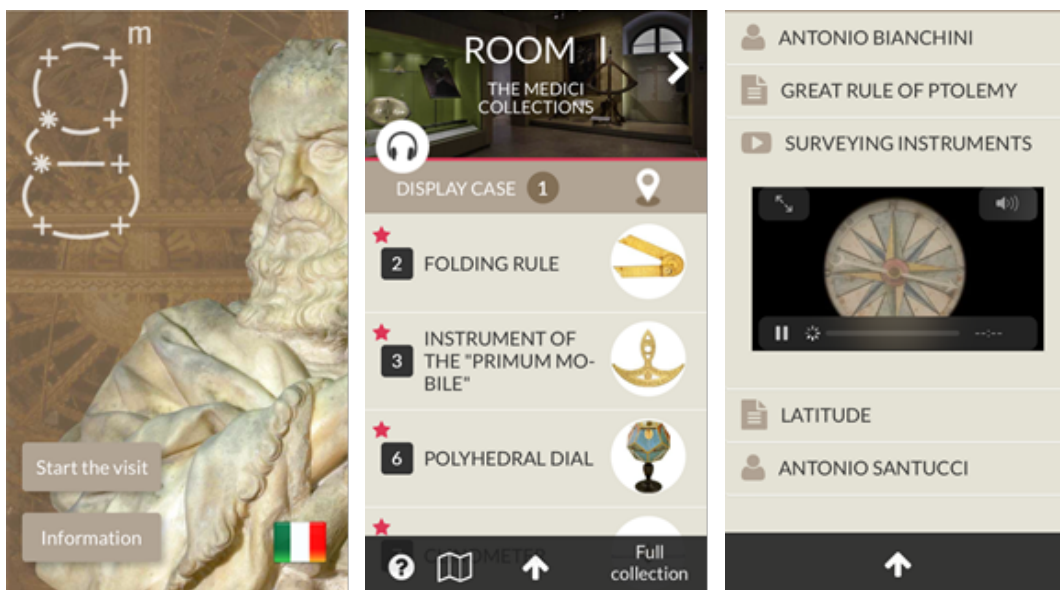 m
Start the visit
Information
ROOM I
THE MEDICI
COLLECTIONS
DISPLAY CASE 1
2 FOLDING RULE
INSTRUMENT OF
3 THE "PRIMUM MO-
BILE"
6 POLYHEDRAL DIAL
?
Full
collection
ANTONIO BIANCHINI
GREAT RULE OF PTOLEMY
SURVEYING INSTRUMENTS
--:--
LATITUDE
ANTONIO SANTUCCI